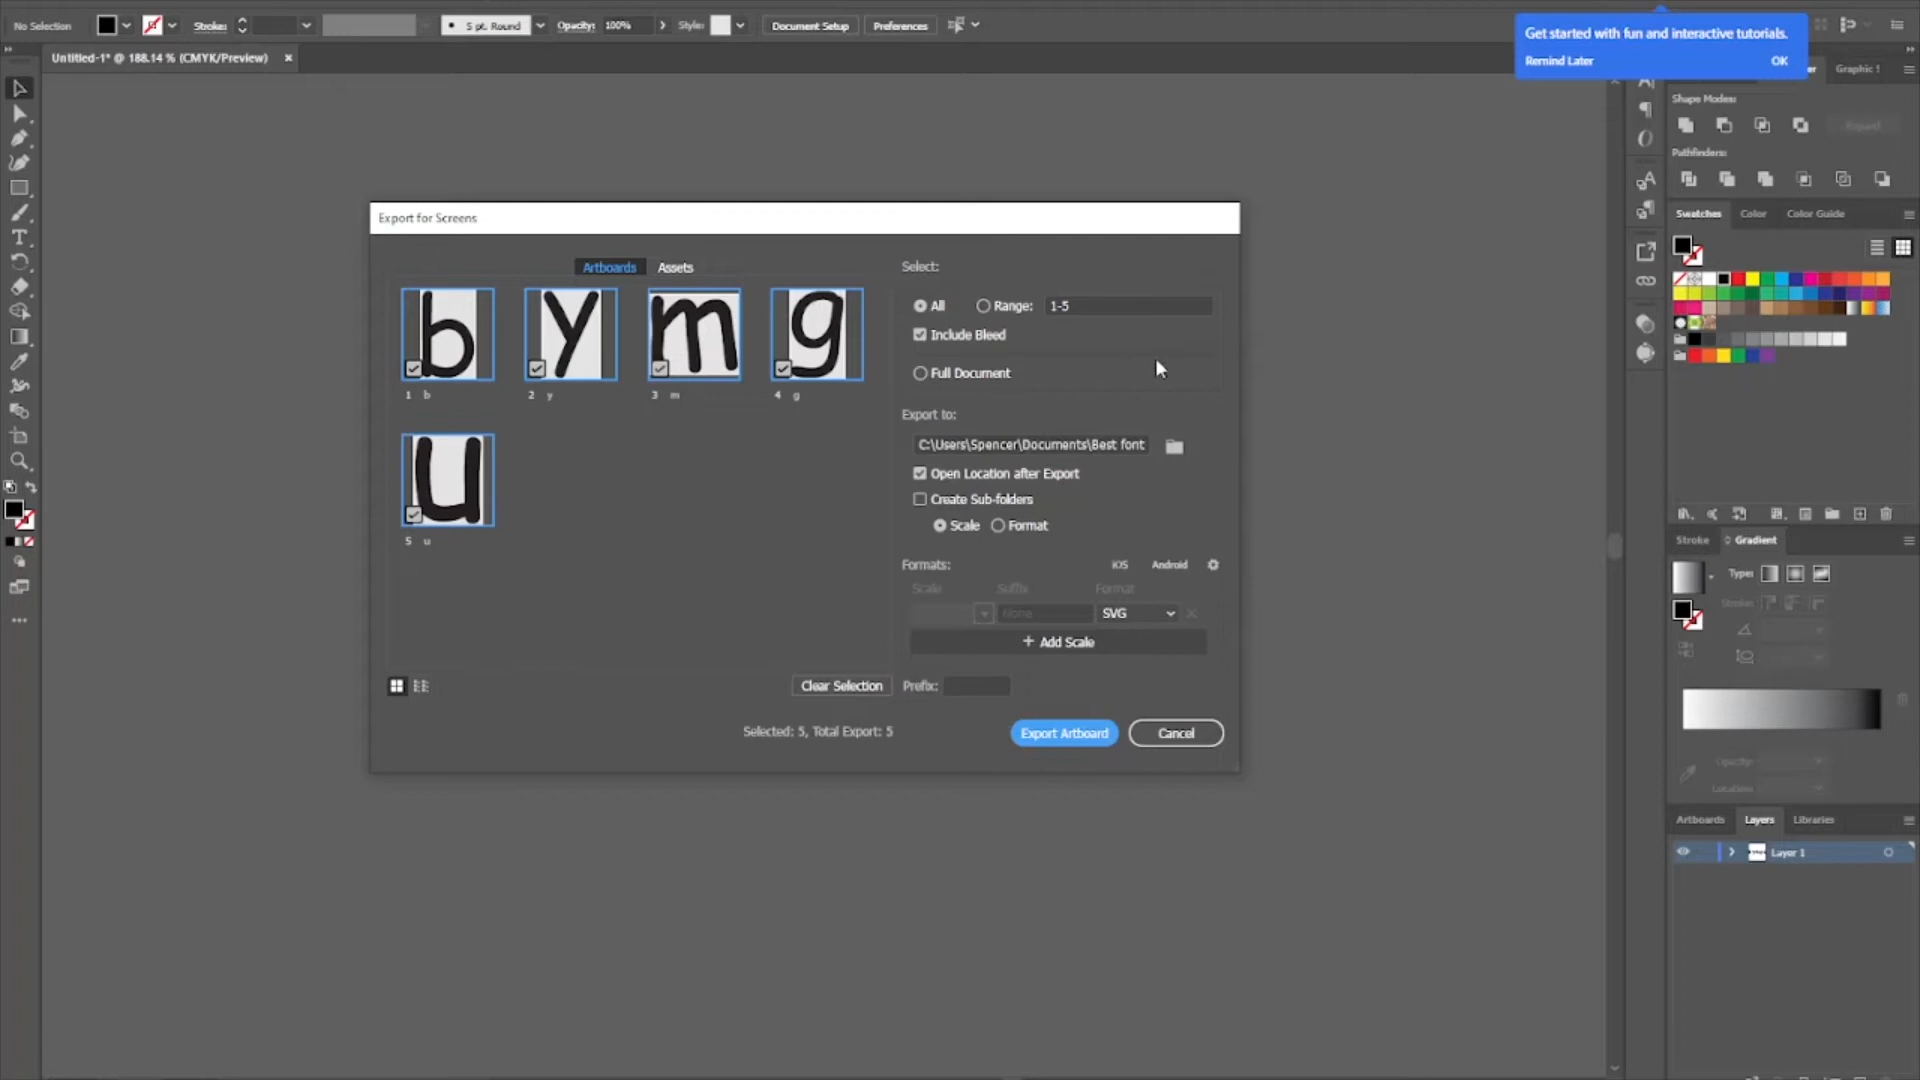 No Selection
Stroke:
5 pt. Round
Opacity: 100%
Style:
Document Setup
Preferences
Get started with fun and interactive tutorials.
Remind Later
OK
Untitled-1* @ 188.14 % (CMYK/Preview)
Shape Modes:
Expand
Pathfinders:
Swatches
Color
Color Guide
Export for Screens
Artboards
Assets
Select:
b
y
m
g
All
Range:
1-5
Include Bleed
Full Document
1 b
2 y
3 m
4 g
Export to:
C:\Users\Spencer\Documents\Best font
u
Open Location after Export
Create Sub-folders
Scale
Format
5 u
Formats:
iOS
Android
Scale
Suffix
Format
None
SVG
+ Add Scale
Clear Selection
Prefix:
Selected: 5, Total Export: 5
Export Artboard
Cancel
Stroke
Gradient
Type:
Stroke:
Opacity:
Location:
Artboards
Layers
Libraries
Layer 1